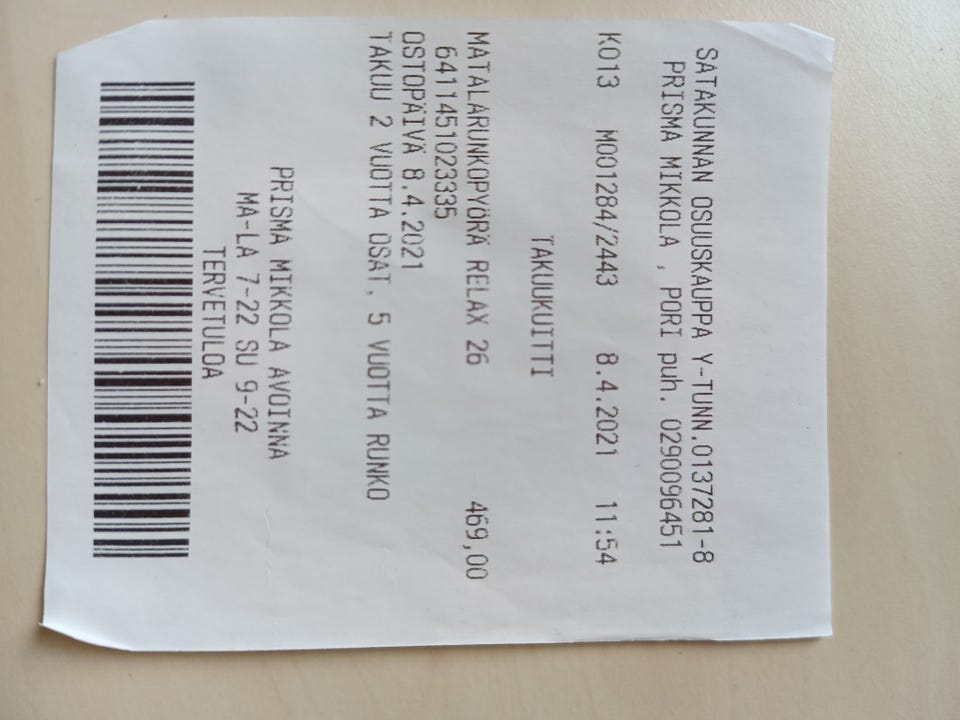 SATAKUNNAN OSUUSKAUPPA Y-TUNN.0137281-8
PRISMA MIKKOLA , PORI puh. 0290096451
K013 M001284/2443 8.4.2021 11:54
TAKUUKUITTI
MATALARUNKOPYÖRÄ RELAX 26 469,00
6411451023335
OSTOPÄIVÄ 8.4.2021
TAKUU 2 VUOTTA OSAT, 5 VUOTTA RUNKO
PRISMA MIKKOLA AVOINNA
MA-LA 7-22 SU 9-22
TERVETULOA